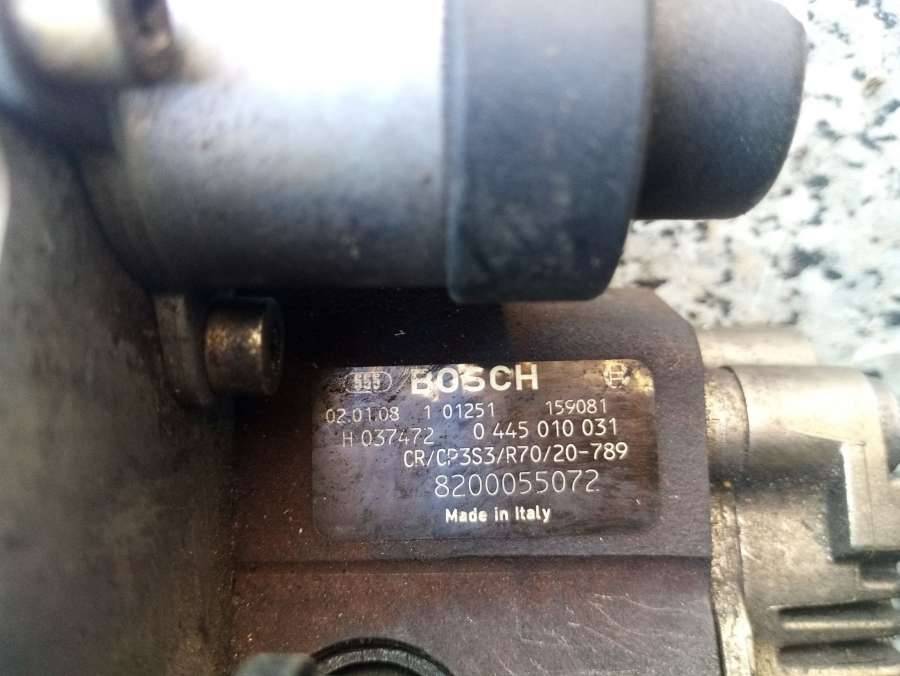 BOSCH
02.01.08 1 01251 159081
H 037472 0 445 010 031
CR/CP3S3/R70/20-789
8200055072
Made in Italy